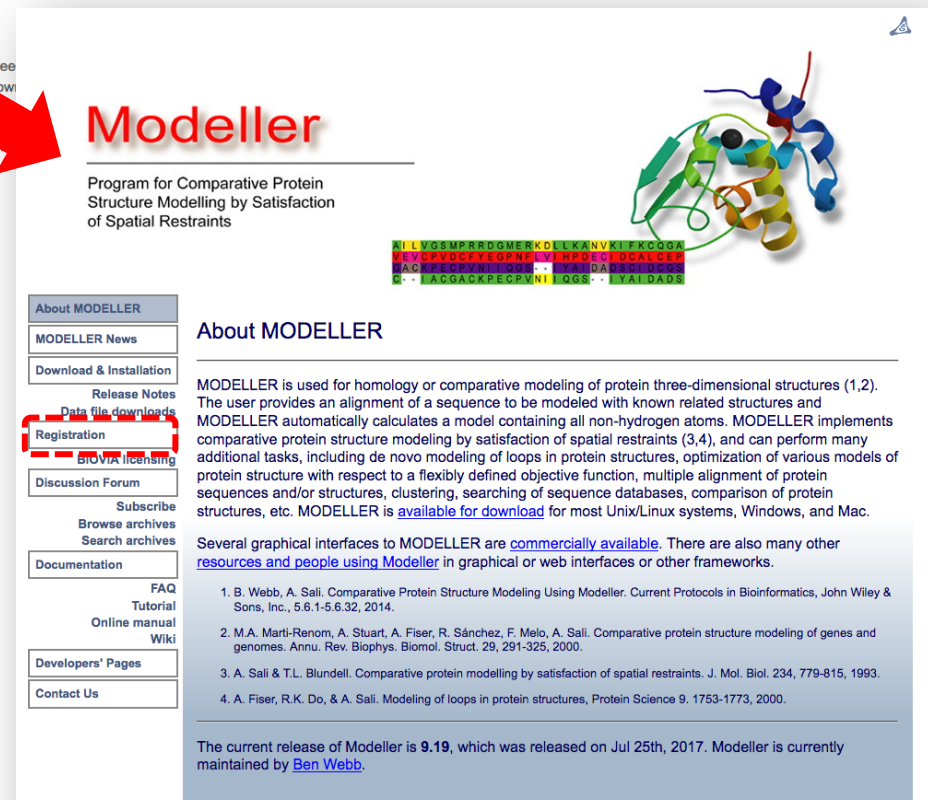 ee
ow
Modeller
Program for Comparative Protein
Structure Modelling by Satisfaction
of Spatial Restraints
AILVGSMPRRDGMERKDLLKANVKIFKCQGA
VEVCPVDCFYEGPNFLVIHPDECIDCALCEP
GACKPECPVNIIQGS--IYAIDADSCIDCGS
C--IACGACKPECPVNIIQGS--IYAIDADS
About MODELLER
MODELLER News
Download & Installation
Release Notes
Data file downloads
Registration
BIOVIA licensing
Discussion Forum
Subscribe
Browse archives
Search archives
Documentation
FAQ
Tutorial
Online manual
Wiki
Developers' Pages
Contact Us
About MODELLER
MODELLER is used for homology or comparative modeling of protein three-dimensional structures (1,2).
The user provides an alignment of a sequence to be modeled with known related structures and
MODELLER automatically calculates a model containing all non-hydrogen atoms. MODELLER implements
comparative protein structure modeling by satisfaction of spatial restraints (3,4), and can perform many
additional tasks, including de novo modeling of loops in protein structures, optimization of various models of
protein structure with respect to a flexibly defined objective function, multiple alignment of protein
sequences and/or structures, clustering, searching of sequence databases, comparison of protein
structures, etc. MODELLER is available for download for most Unix/Linux systems, Windows, and Mac.
Several graphical interfaces to MODELLER are commercially available. There are also many other
resources and people using Modeller in graphical or web interfaces or other frameworks.
1. B. Webb, A. Sali. Comparative Protein Structure Modeling Using Modeller. Current Protocols in Bioinformatics, John Wiley &
Sons, Inc., 5.6.1-5.6.32, 2014.
2. M.A. Marti-Renom, A. Stuart, A. Fiser, R. Sánchez, F. Melo, A. Sali. Comparative protein structure modeling of genes and
genomes. Annu. Rev. Biophys. Biomol. Struct. 29, 291-325, 2000.
3. A. Sali & T.L. Blundell. Comparative protein modelling by satisfaction of spatial restraints. J. Mol. Biol. 234, 779-815, 1993.
4. A. Fiser, R.K. Do, & A. Sali. Modeling of loops in protein structures, Protein Science 9. 1753-1773, 2000.
The current release of Modeller is 9.19, which was released on Jul 25th, 2017. Modeller is currently
maintained by Ben Webb.